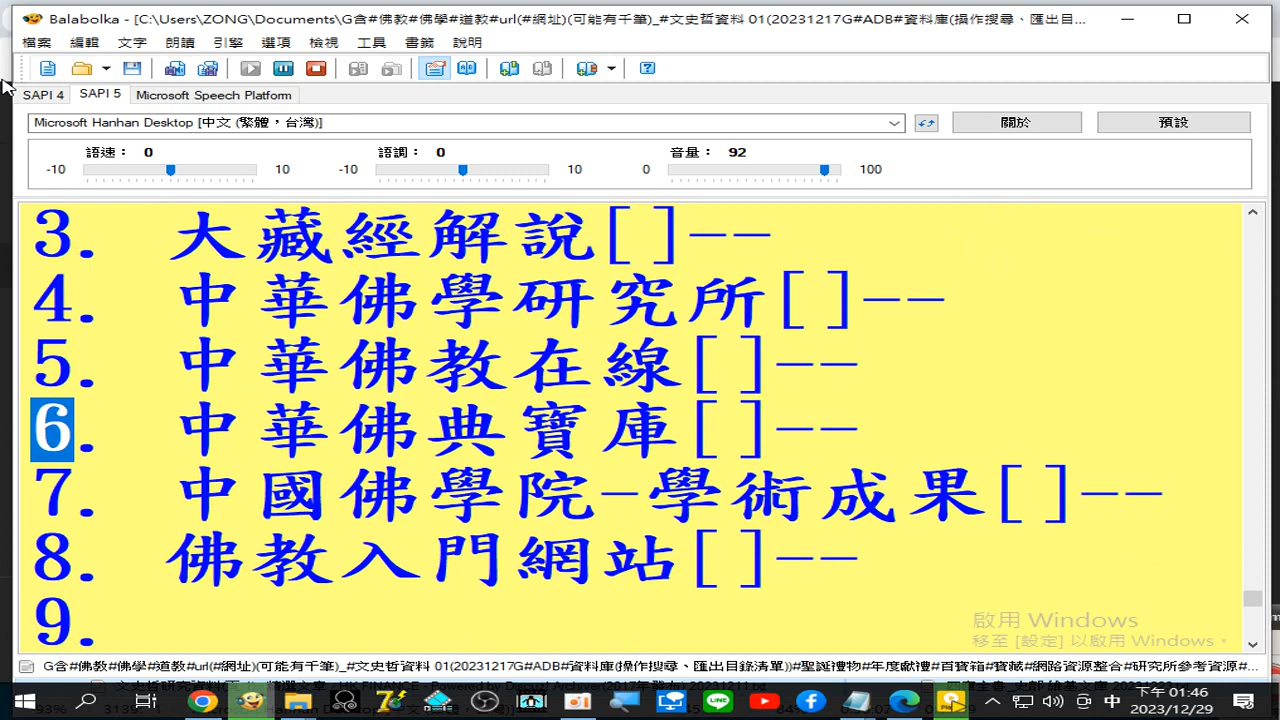 Balabolka - [C:\Users\ZONG\Documents\G含#佛教#佛學#道教#url(#網址)(可能有千筆)_#文史哲資料 01(20231217G#ADB#資料庫(操作搜尋、匯出目...
檔案 編輯 文字 朗讀 引擎 選項 檢視 工具 書籤 說明
SAPI 4 SAPI 5 Microsoft Speech Platform
Microsoft Hanhan Desktop [中文 (繁體，台灣)] 關於 預設
語速： 0 語調： 0 音量： 92
-10 10 -10 10 0 100
3. 大藏經解說[ ]--
4. 中華佛學研究所[ ]--
5. 中華佛教在線[ ]--
6. 中華佛典寶庫[ ]--
7. 中國佛學院-學術成果[ ]--
8. 佛教入門網站[ ]--
9.
啟用 Windows
移至 [設定] 以啟用 Windows。
G含#佛教#佛學#道教#url(#網址)(可能有千筆)_#文史哲資料 01(20231217G#ADB#資料庫(操作搜尋、匯出目錄清單))#聖誕禮物#年度獻禮#百寶箱#寶藏#網路資源整合#研究所參考資源#...
下午 01:46
中
2023/12/29